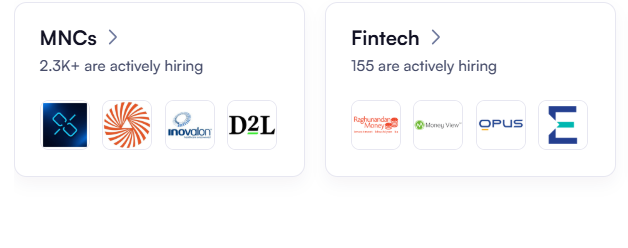 MNCs
2.3K+ are actively hiring
inovalon
D2L
Fintech
155 are actively hiring
Raghunandan
Money
Money View
OPUS